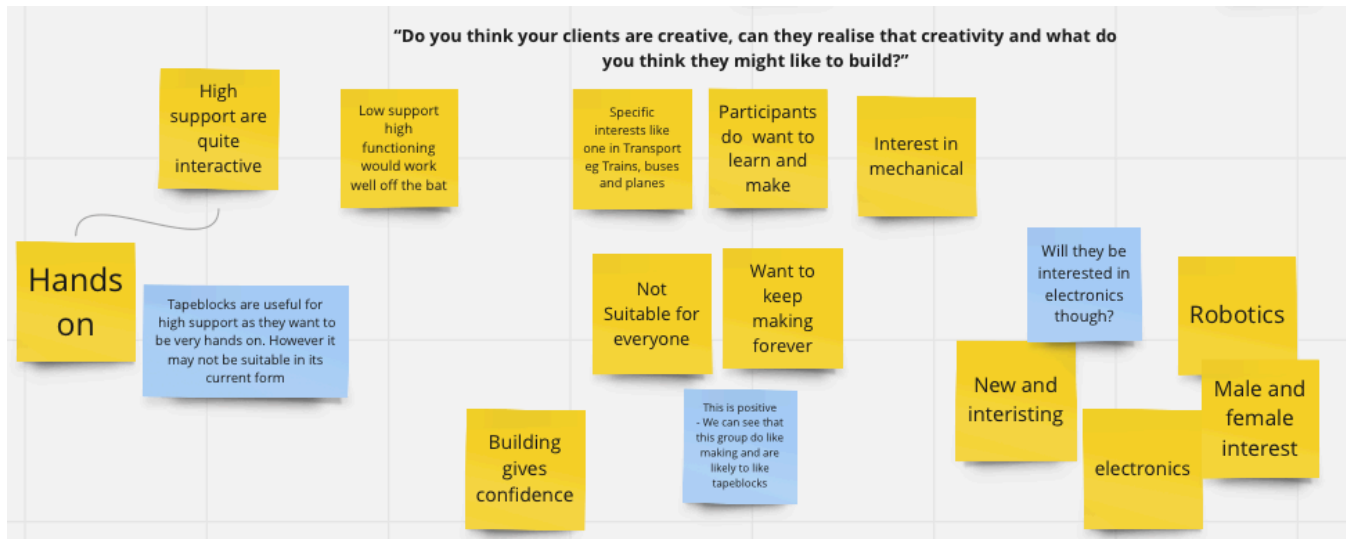 “Do you think your clients are creative, can they realise that creativity and what do
you think they might like to build?”
High
support are
quite
interactive
Low support
high
functioning
would work
well off the bat
Specific
interests like
one in Transport
eg Trains, buses
and planes
Participants
do want to
learn and
make
Interest in
mechanical
Hands
on
Tapeblocks are useful for
high support as they want to
be very hands on. However it
may not be suitable in its
current form
Not
Suitable for
everyone
Want to
keep
making
forever
Will they be
interested in
electronics
though?
Robotics
New and
interisting
Male and
female
interest
Building
gives
confidence
This is positive
- We can see that
this group do like
making and are
likely to like
tapeblocks
electronics